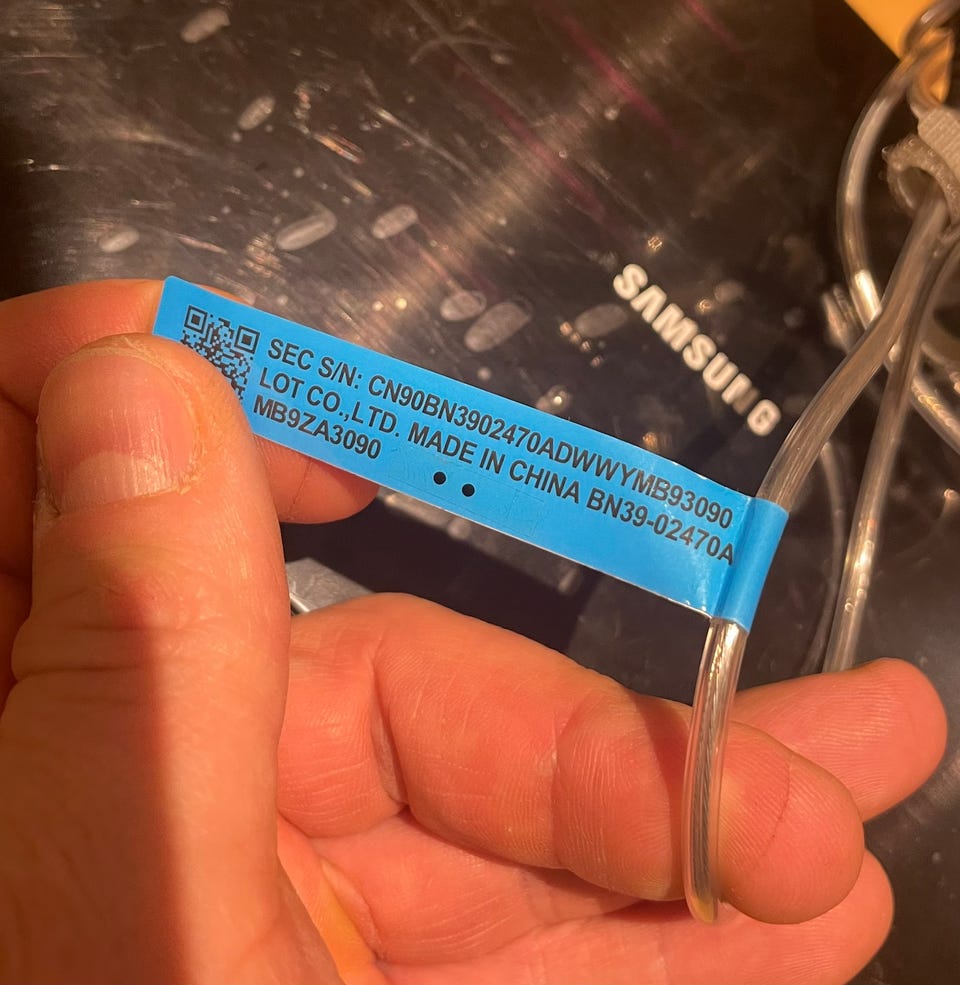 SAMSUNG
SEC S/N: CN90BN3902470ADWWYMB93090
LOT CO.,LTD. MADE IN CHINA BN39-02470A
MB9ZA3090